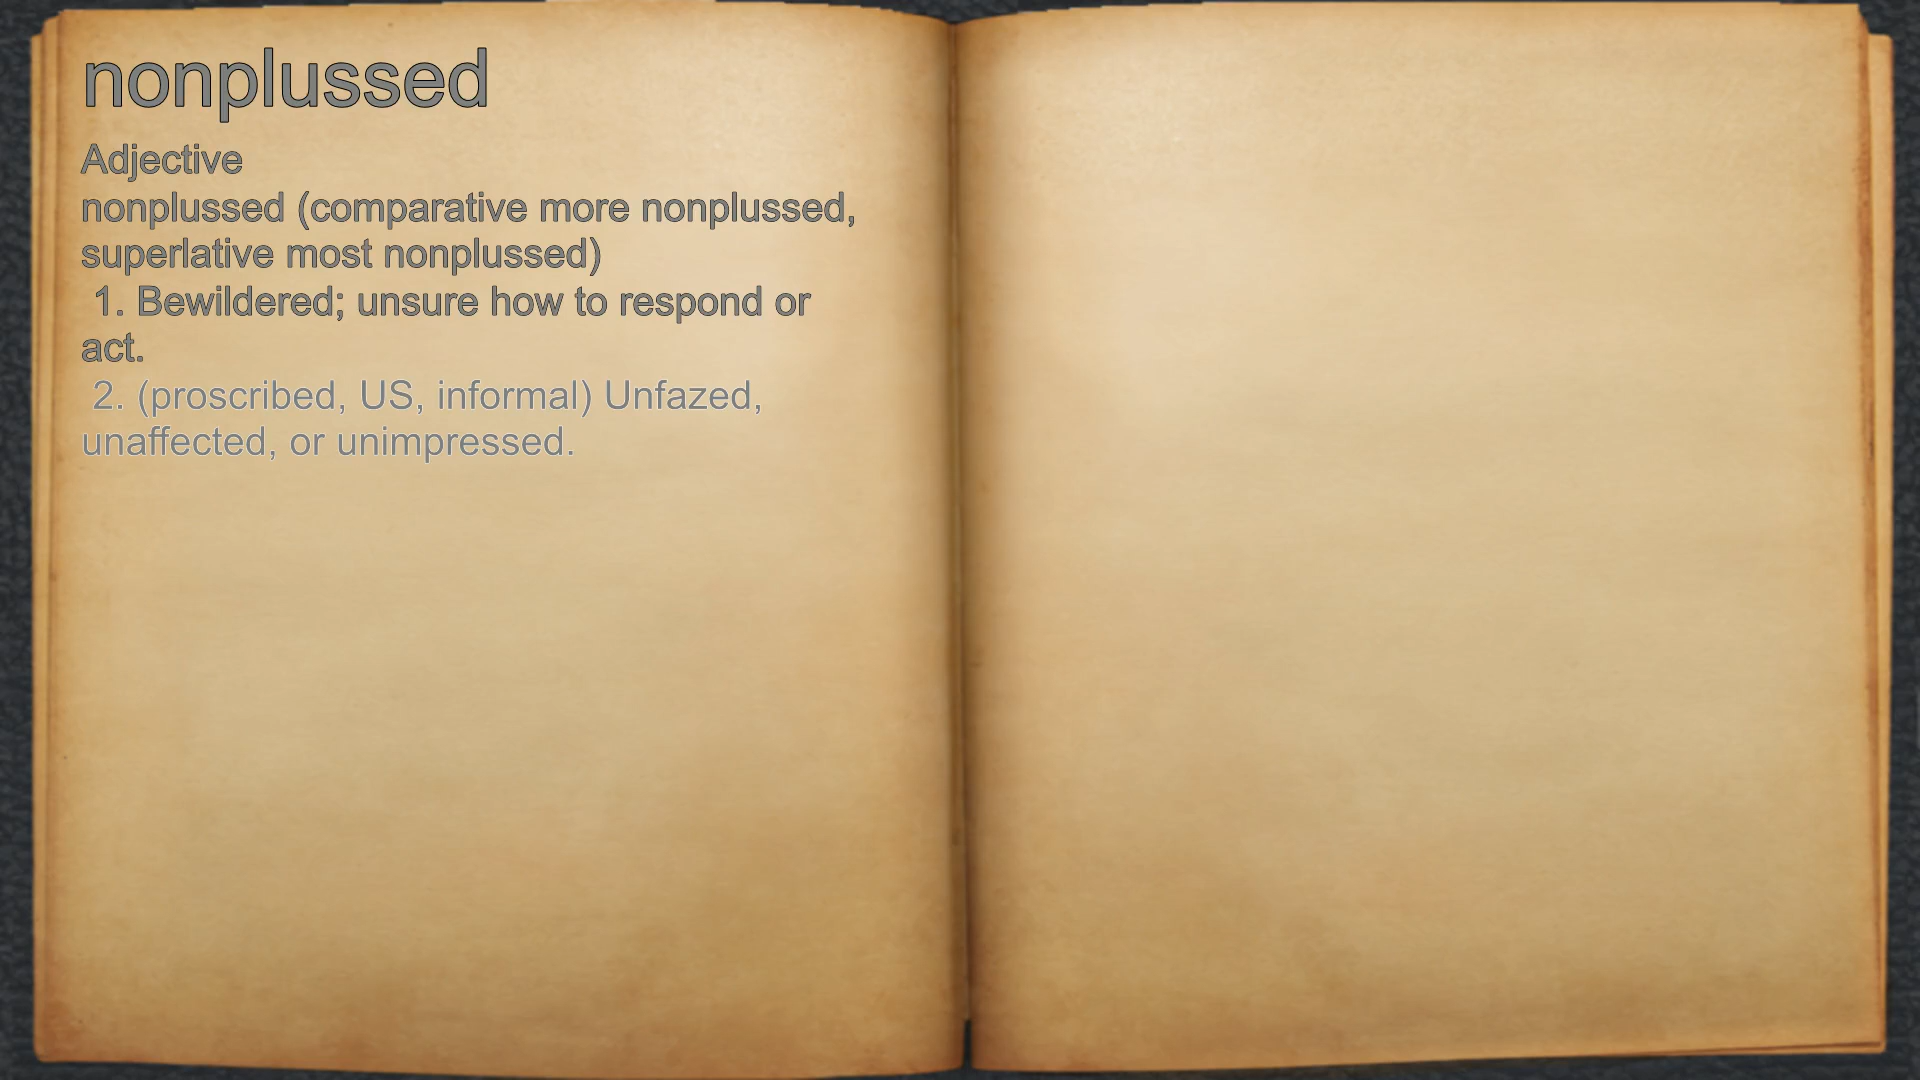 nonplussed
Adjective
nonplussed (comparative more nonplussed,
superlative most nonplussed)
1. Bewildered; unsure how to respond or
act.
2. (proscribed, US, informal) Unfazed,
unaffected, or unimpressed.